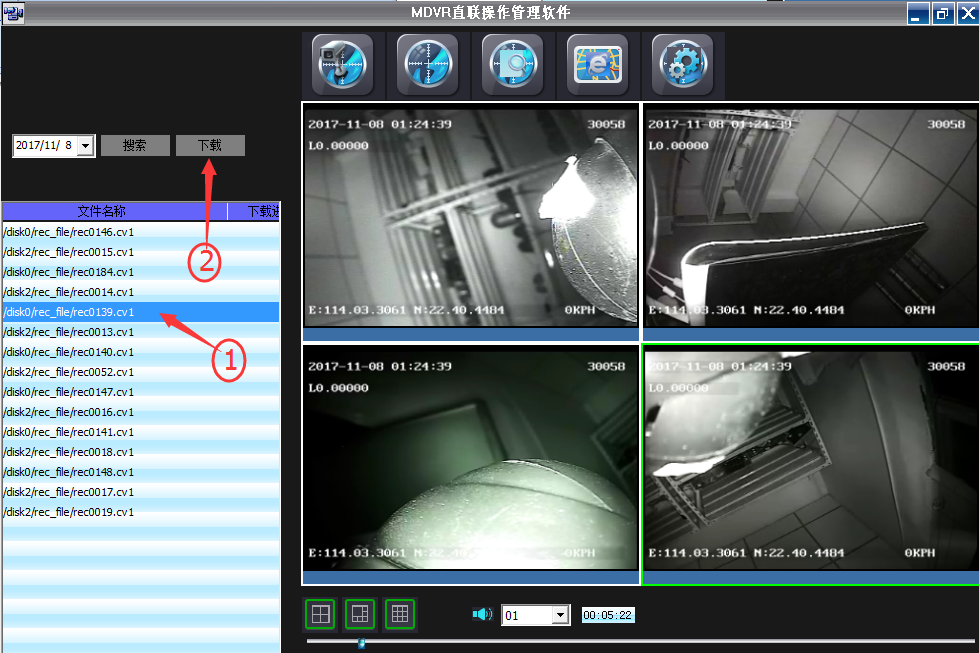 MDVR直联操作管理软件
2017/11/ 8
搜索
下载
文件名称
下载进
/disk0/rec_file/rec0146.cv1
/disk2/rec_file/rec0015.cv1
/disk0/rec_file/rec0184.cv1
/disk2/rec_file/rec0014.cv1
/disk0/rec_file/rec0139.cv1
/disk2/rec_file/rec0013.cv1
/disk0/rec_file/rec0140.cv1
/disk2/rec_file/rec0052.cv1
/disk0/rec_file/rec0147.cv1
/disk2/rec_file/rec0016.cv1
/disk0/rec_file/rec0141.cv1
/disk2/rec_file/rec0018.cv1
/disk0/rec_file/rec0148.cv1
/disk2/rec_file/rec0017.cv1
/disk2/rec_file/rec0019.cv1
2
1
2017-11-08 01:24:39 30058
L0.00000
E:114.03.3061 N:22.40.4484 0KPH
2017-11-08 01:24:39 30058
L0.00000
E:114.03.3061 N:22.40.4484 0KPH
2017-11-08 01:24:39 30058
L0.00000
E:114.03.3061 N:22.40.4484 0KPH
2017-11-08 01:24:39 30058
L0.00000
E:114.03.3061 N:22.40.4484 0KPH
01
00:05:22